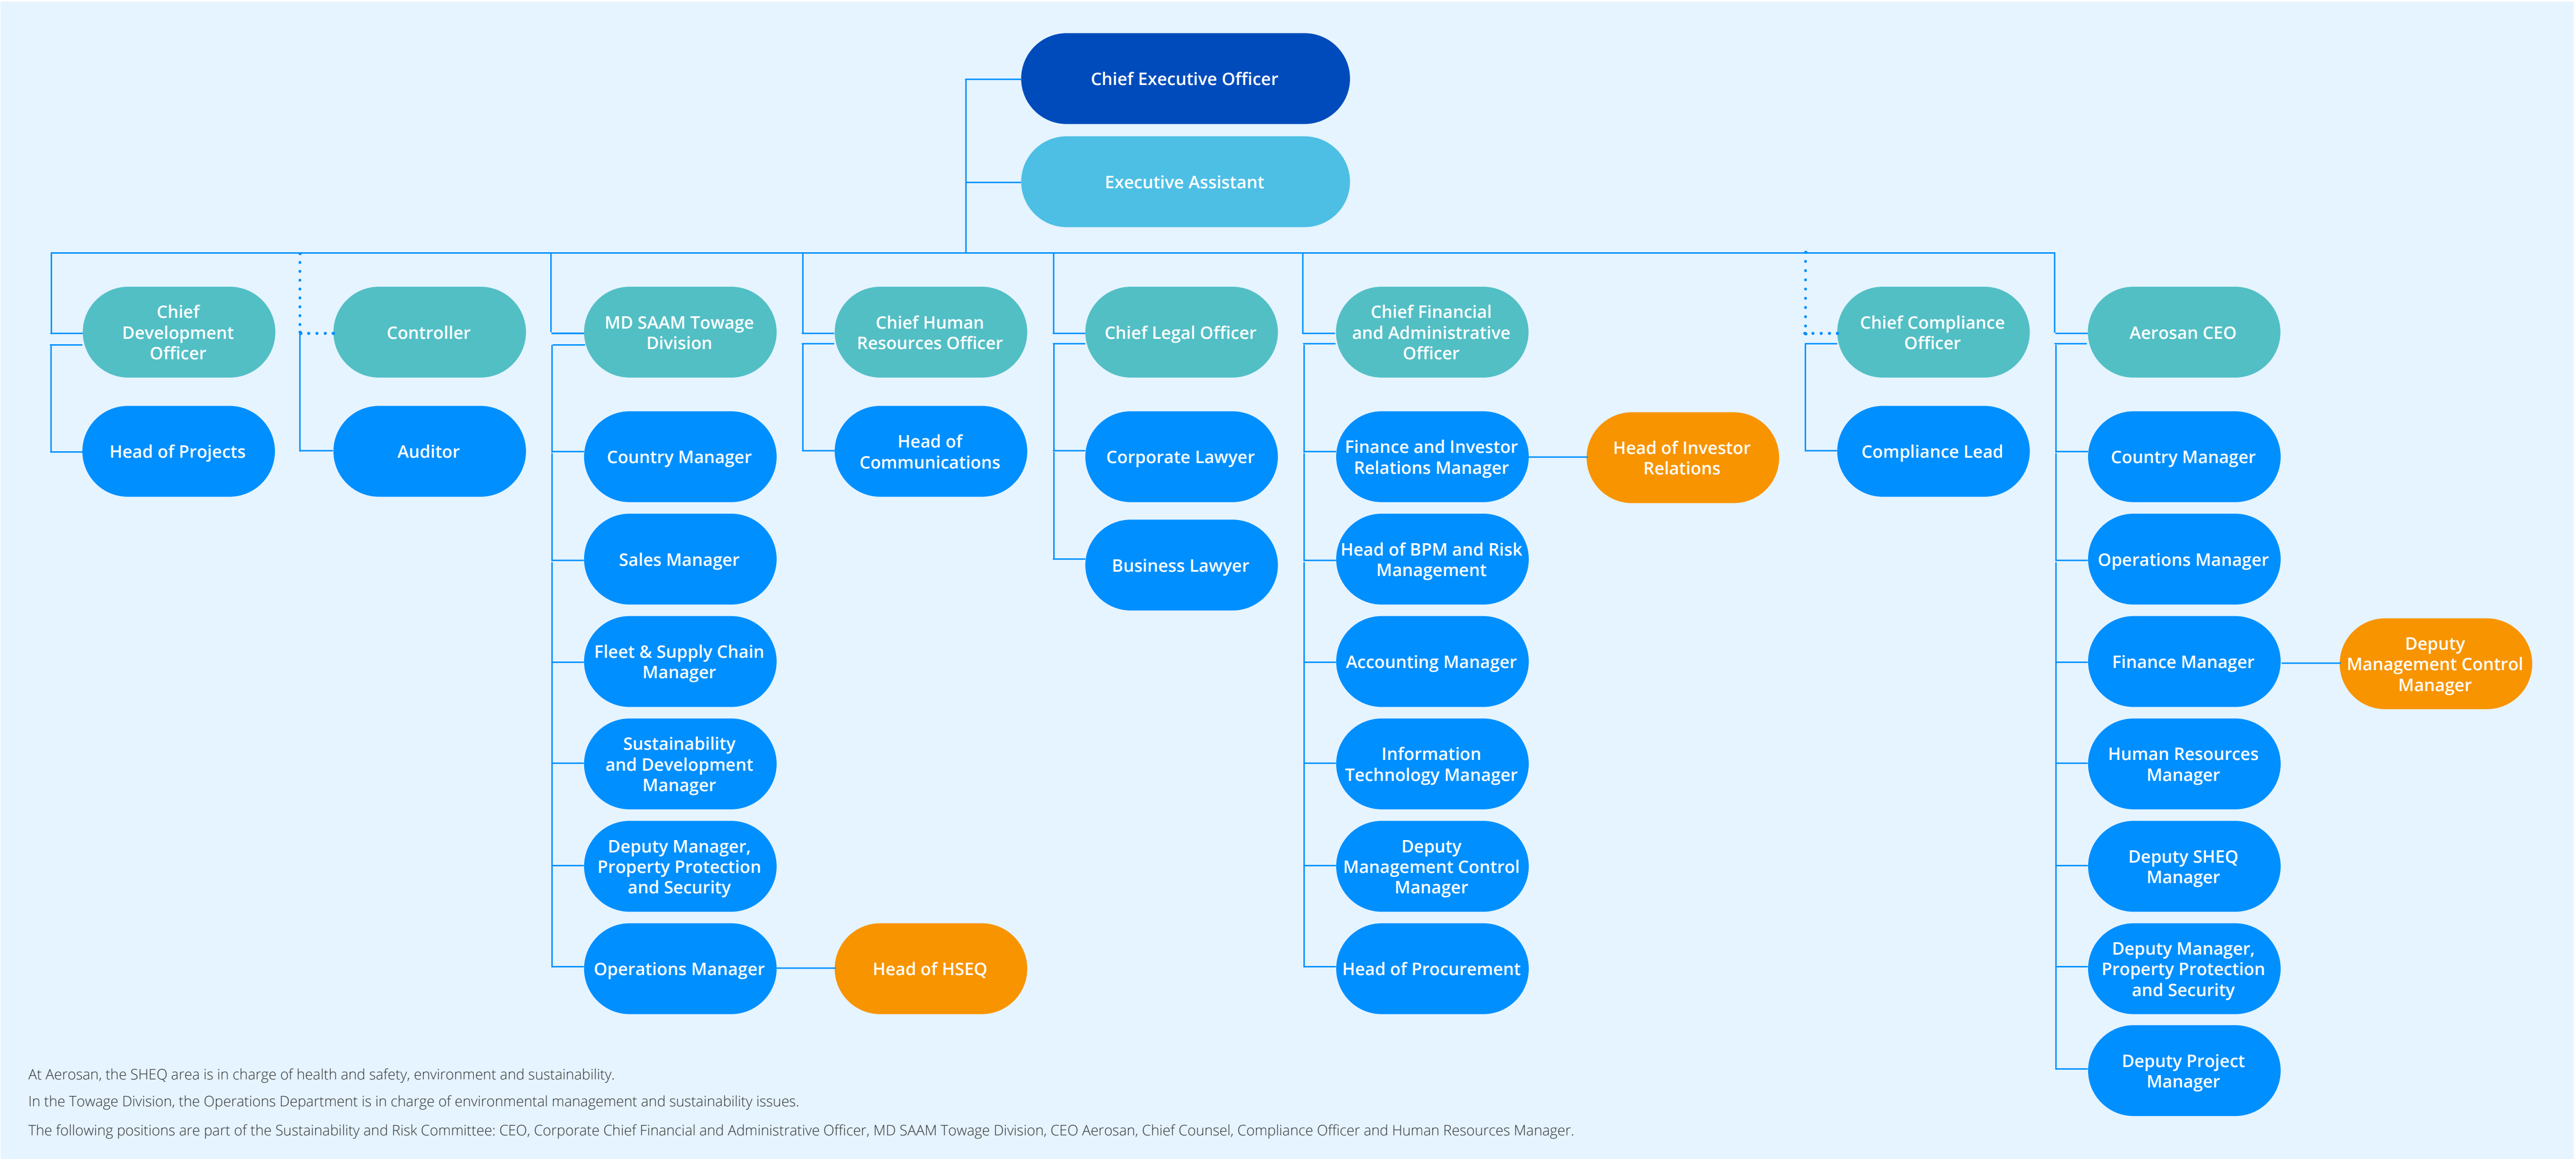 Chief Executive Officer
Executive Assistant
Chief
Development
Officer
Controller
MD SAAM Towage
Division
Chief Human
Resources Officer
Chief Legal Officer
Chief Financial
and Administrative
Officer
Chief Compliance
Officer
Aerosan CEO
Head of Projects
Auditor
Country Manager
Sales Manager
Fleet & Supply Chain
Manager
Sustainability
and Development
Manager
Deputy Manager,
Property Protection
and Security
Operations Manager
Head of HSEQ
Head of
Communications
Corporate Lawyer
Business Lawyer
Finance and Investor
Relations Manager
Head of Investor
Relations
Head of BPM and Risk
Management
Accounting Manager
Information
Technology Manager
Deputy
Management Control
Manager
Head of Procurement
Compliance Lead
Country Manager
Operations Manager
Finance Manager
Deputy
Management Control
Manager
Human Resources
Manager
Deputy SHEQ
Manager
Deputy Manager,
Property Protection
and Security
Deputy Project
Manager
At Aerosan, the SHEQ area is in charge of health and safety, environment and sustainability.
In the Towage Division, the Operations Department is in charge of environmental management and sustainability issues.
The following positions are part of the Sustainability and Risk Committee: CEO, Corporate Chief Financial and Administrative Officer, MD SAAM Towage Division, CEO Aerosan, Chief Counsel, Compliance Officer and Human Resources Manager.